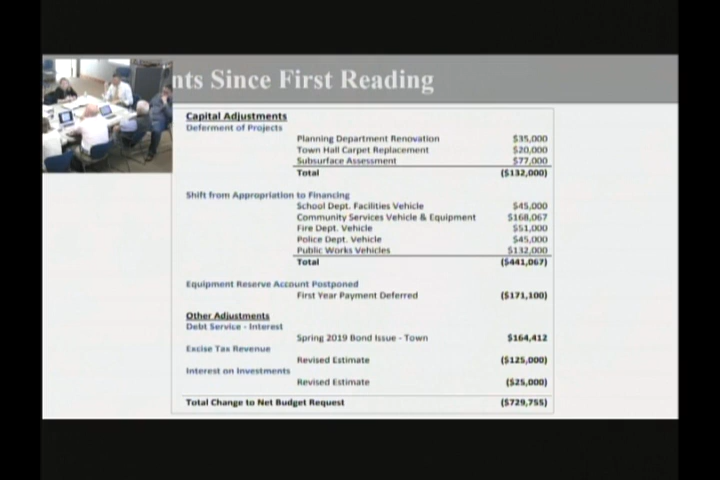 nts Since First Reading
Capital Adjustments
Deferment of Projects
Planning Department Renovation $35,000
Town Hall Carpet Replacement $20,000
Subsurface Assessment $77,000
Total ($132,000)
Shift from Appropriation to Financing
School Dept. Facilities Vehicle $45,000
Community Services Vehicle & Equipment $168,067
Fire Dept. Vehicle $51,000
Police Dept. Vehicle $45,000
Public Works Vehicles $132,000
Total ($441,067)
Equipment Reserve Account Postponed
First Year Payment Deferred ($171,100)
Other Adjustments
Debt Service - Interest
Spring 2019 Bond Issue - Town $164,412
Excise Tax Revenue
Revised Estimate ($125,000)
Interest on Investments
Revised Estimate ($25,000)
Total Change to Net Budget Request ($729,755)